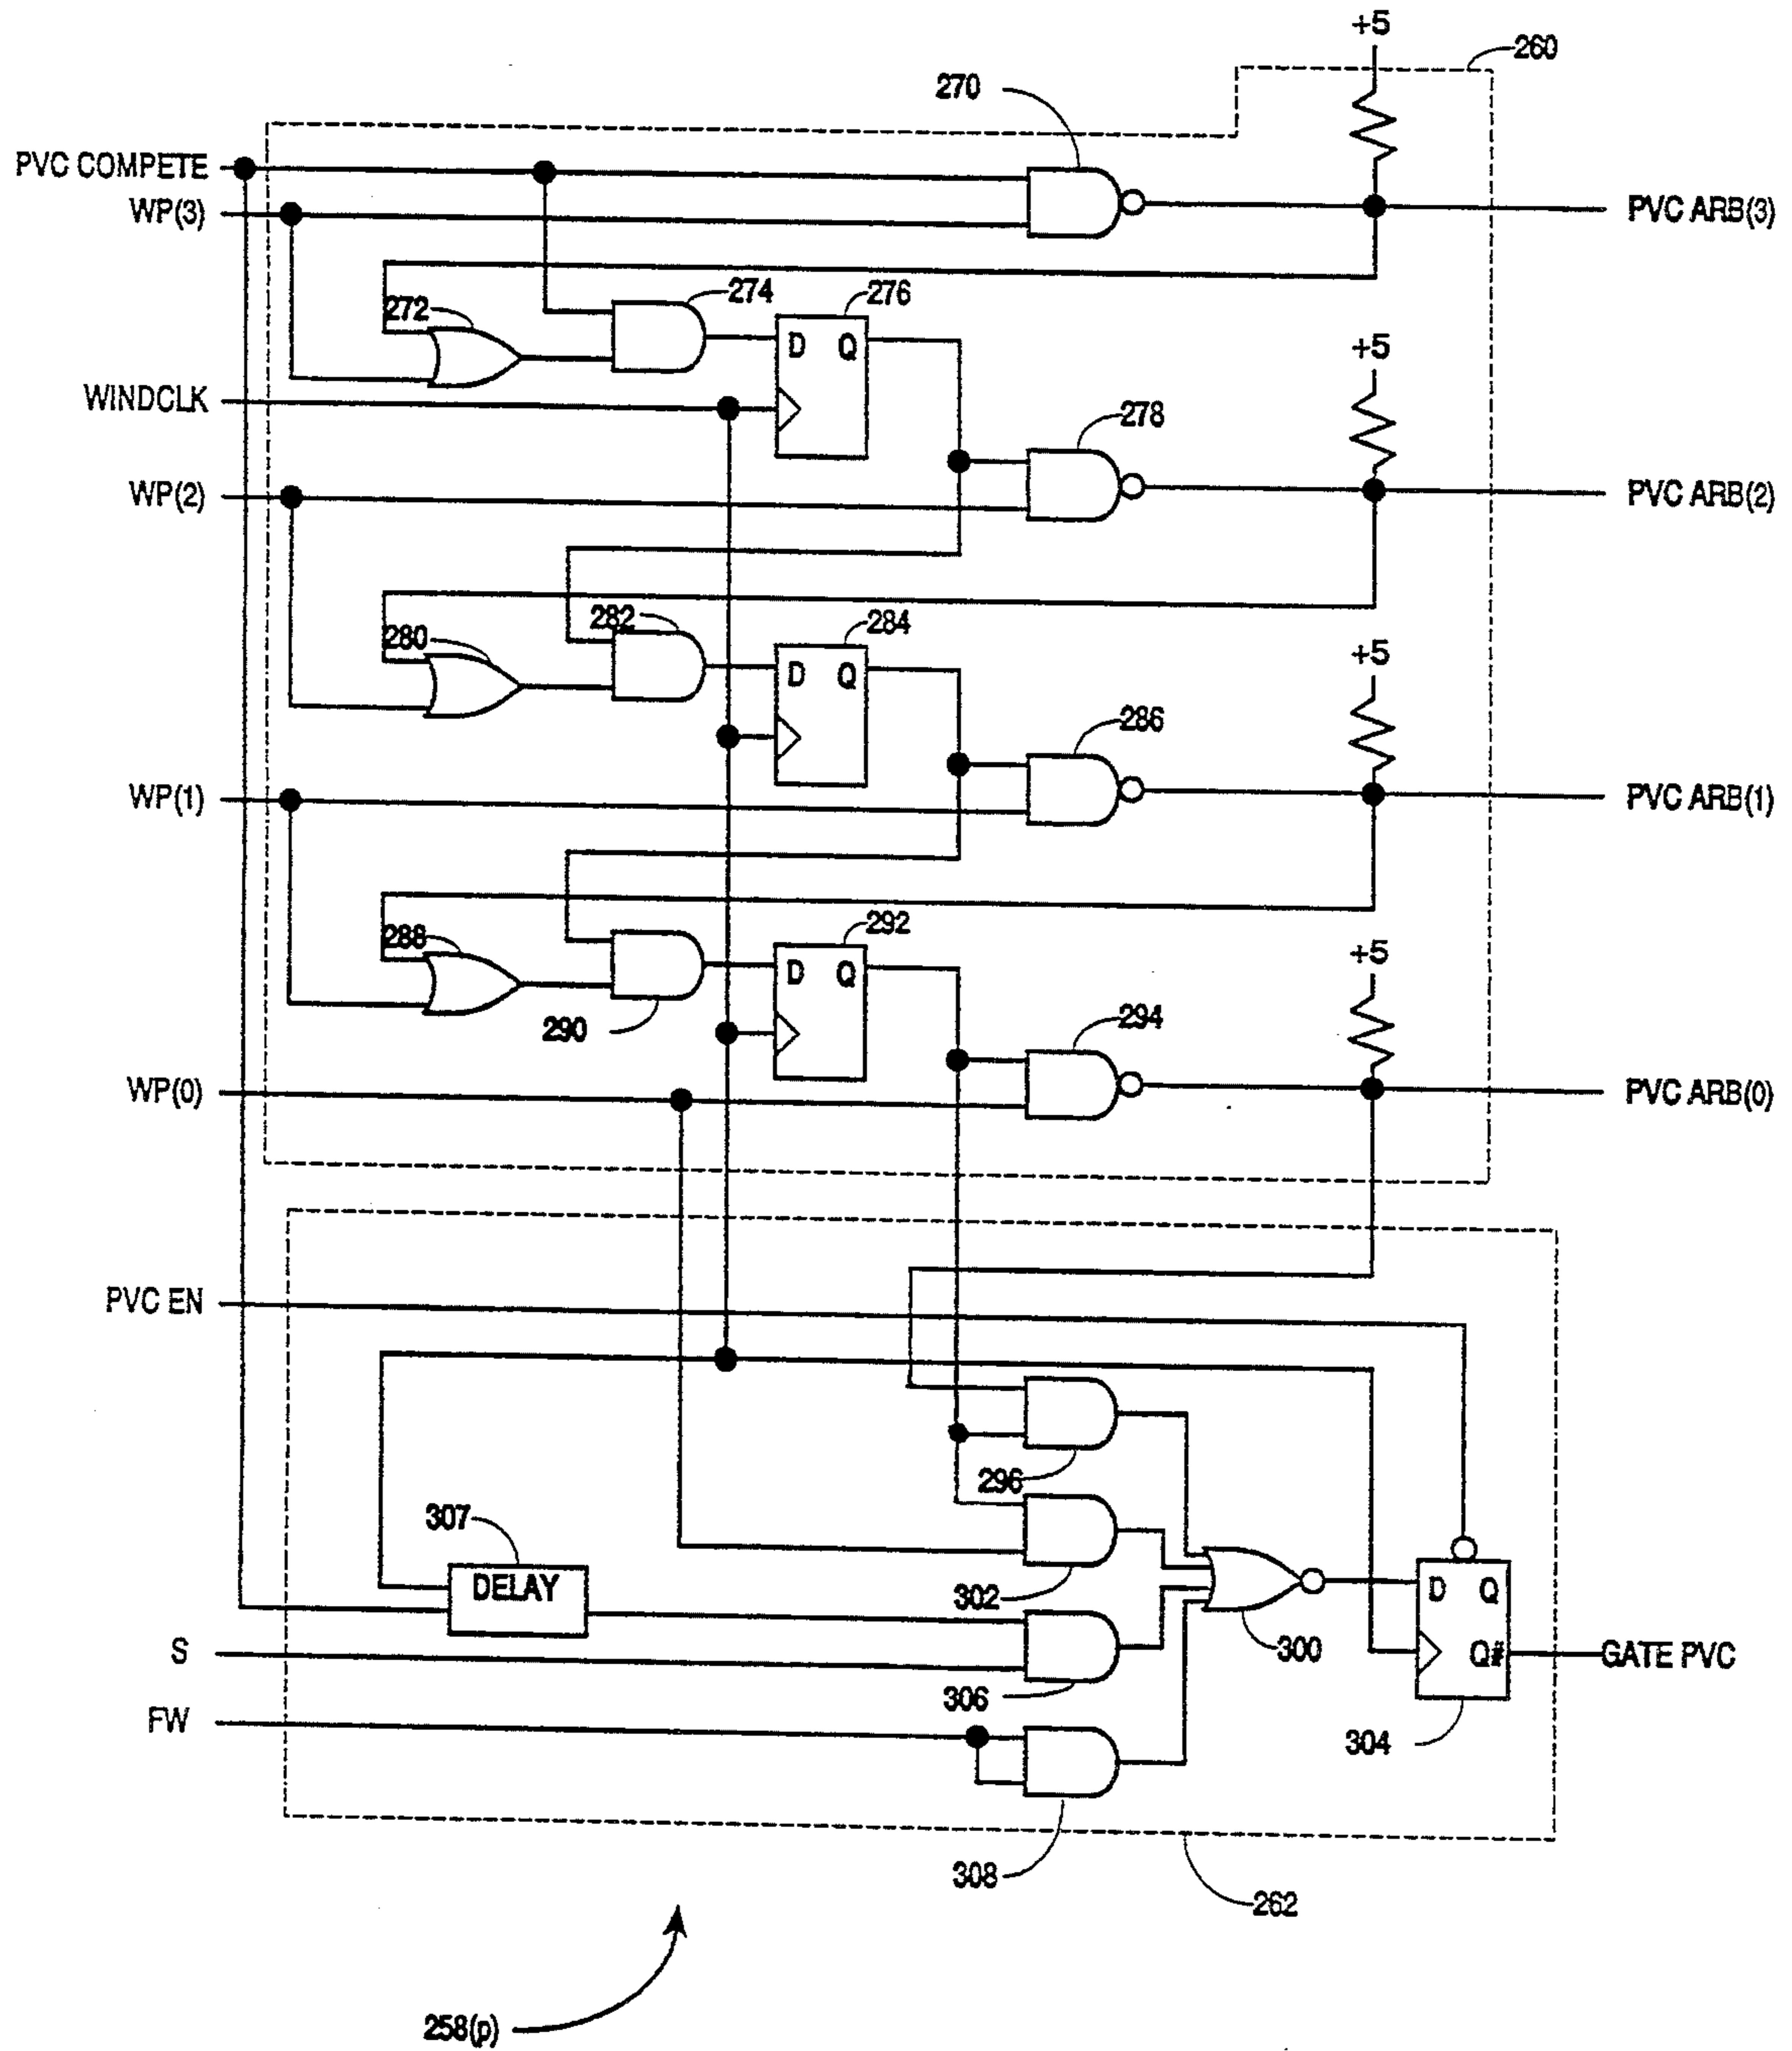 +5
260
270
PVC COMPETE
WP(3)
PVC ARB(3)
274
276
272
D Q
+5
WINDCLK
278
WP(2)
PVC ARB(2)
282
284
280
D Q
+5
286
WP(1)
PVC ARB(1)
292
288
D Q
+5
290
294
WP(0)
PVC ARB(0)
PVC EN
296
307
DELAY
302
D Q
S
300
Q#
GATE PVC
306
FW
304
308
262
258(p)